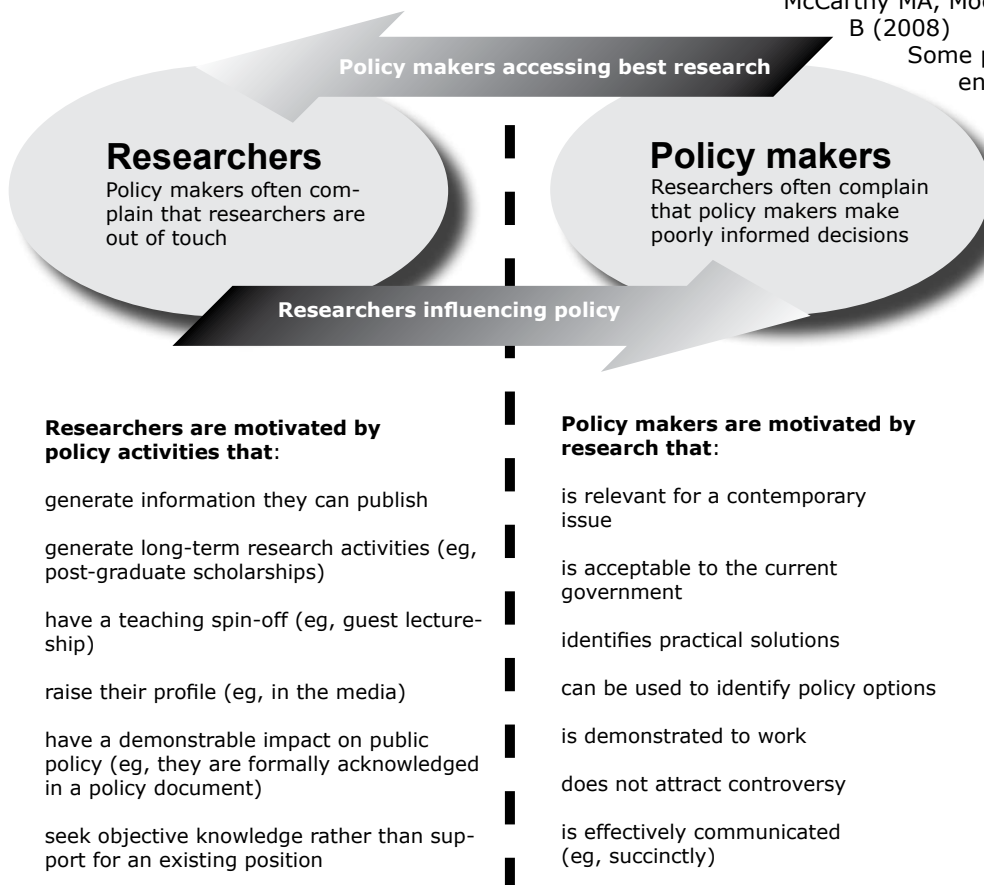 McCarthy MA,
B (2008)
Some
Policy makers accessing best research
Researchers
Policy makers often com-
plain that researchers are
out of touch
Policy makers
Researchers often complain
that policy makers make
poorly informed decisions
Researchers influencing policy
Researchers are motivated by
policy activities that:
generate information they can publish
generate long-term research activities (eg,
post-graduate scholarships)
have a teaching spin-off (eg, guest lecture-
ship)
raise their profile (eg, in the media)
have a demonstrable impact on public
policy (eg, they are formally acknowledged
in a policy document)
seek objective knowledge rather than sup-
port for an existing position
Policy makers are motivated by
research that:
is relevant for a contemporary
issue
is acceptable to the current
government
identifies practical solutions
can be used to identify policy options
is demonstrated to work
does not attract controversy
is effectively communicated
(eg, succinctly)